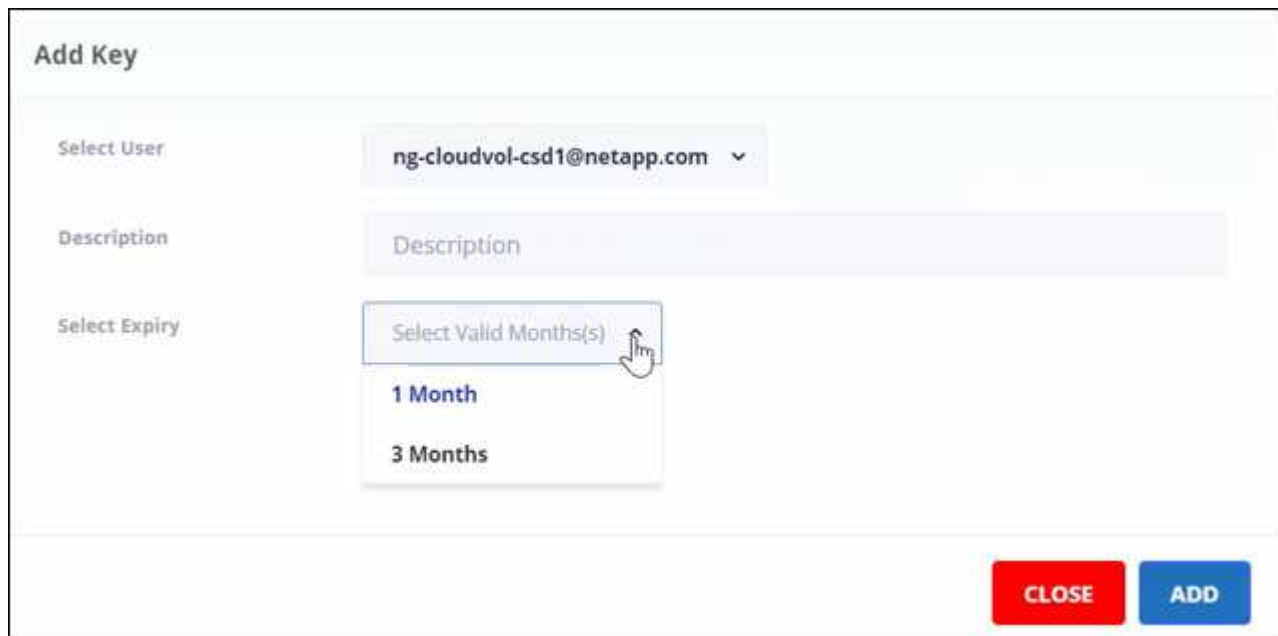 Add Key
Select User
ng-cloudvol-csd1@netapp.com
Description
Description
Select Expiry
Select Valid Months(s)
1 Month
3 Months
CLOSE
ADD